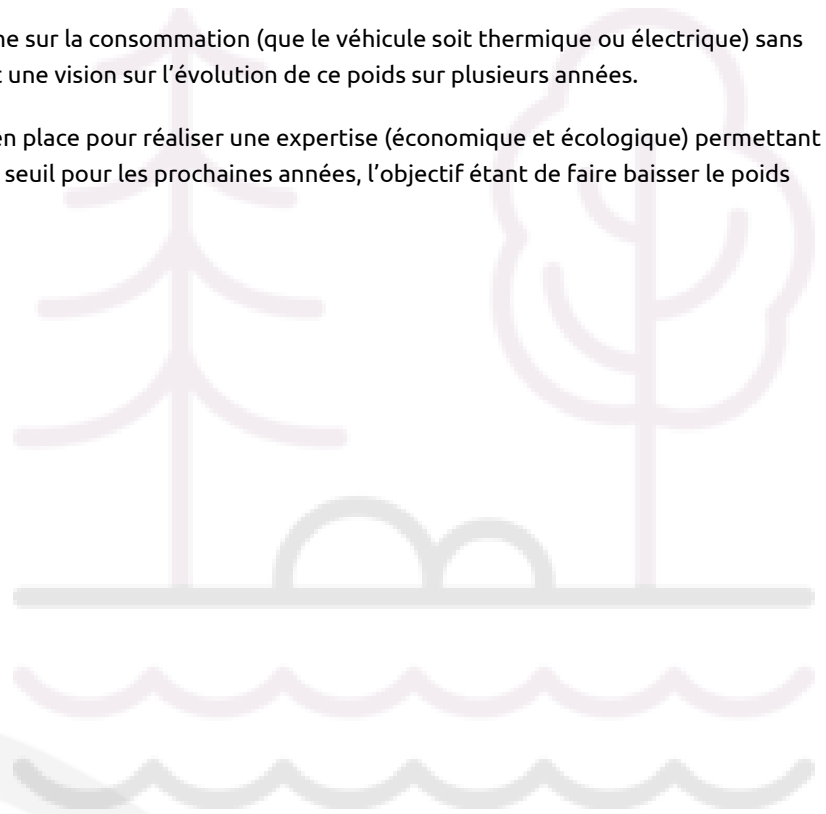 ne sur la consommation (que le véhicule soit thermique ou électrique) sans
t une vision sur l’évolution de ce poids sur plusieurs années.
en place pour réaliser une expertise (économique et écologique) permettant
seuil pour les prochaines années, l’objectif étant de faire baisser le poids